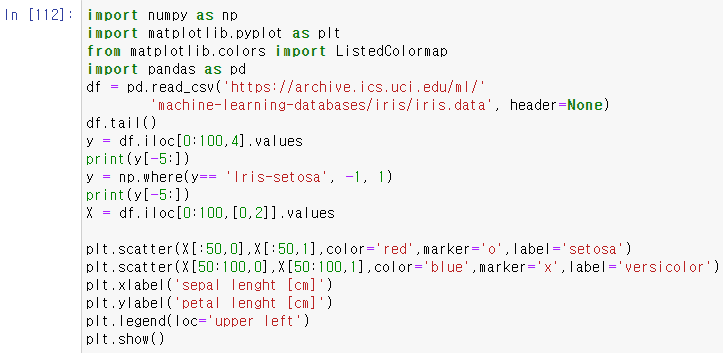 In [112]: import numpy as np
import matplotlib.pyplot as plt
from matplotlib.colors import ListedColormap
import pandas as pd
df = pd.read_csv('https://archive.ics.uci.edu/ml/'
'machine-learning-databases/iris/iris.data', header=None)
df.tail()
y = df.iloc[0:100,4].values
print(y[-5:])
y = np.where(y== 'Iris-setosa', -1, 1)
print(y[-5:])
X = df.iloc[0:100,[0,2]].values

plt.scatter(X[:50,0],X[:50,1],color='red',marker='o',label='setosa')
plt.scatter(X[50:100,0],X[50:100,1],color='blue',marker='x',label='versicolor')
plt.xlabel('sepal lenght [cm]')
plt.ylabel('petal lenght [cm]')
plt.legend(loc='upper left')
plt.show()